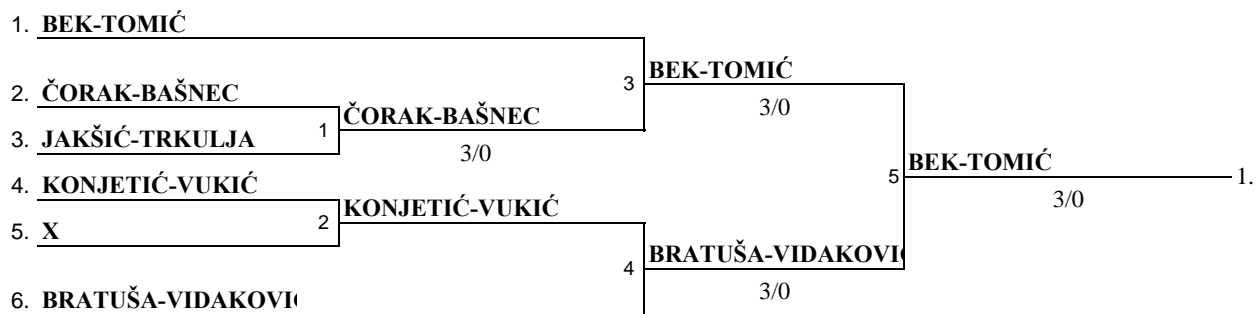 1. BEK-TOMIĆ
3 BEK-TOMIĆ
3/0
2. ČORAK-BAŠNEC
1 ČORAK-BAŠNEC
3/0
3. JAKŠIĆ-TRKULJA
5 BEK-TOMIĆ 1.
3/0
4. KONJETIĆ-VUKIĆ
2 KONJETIĆ-VUKIĆ
5. X
4 BRATUŠA-VIDAKOVI
3/0
6. BRATUŠA-VIDAKOVI